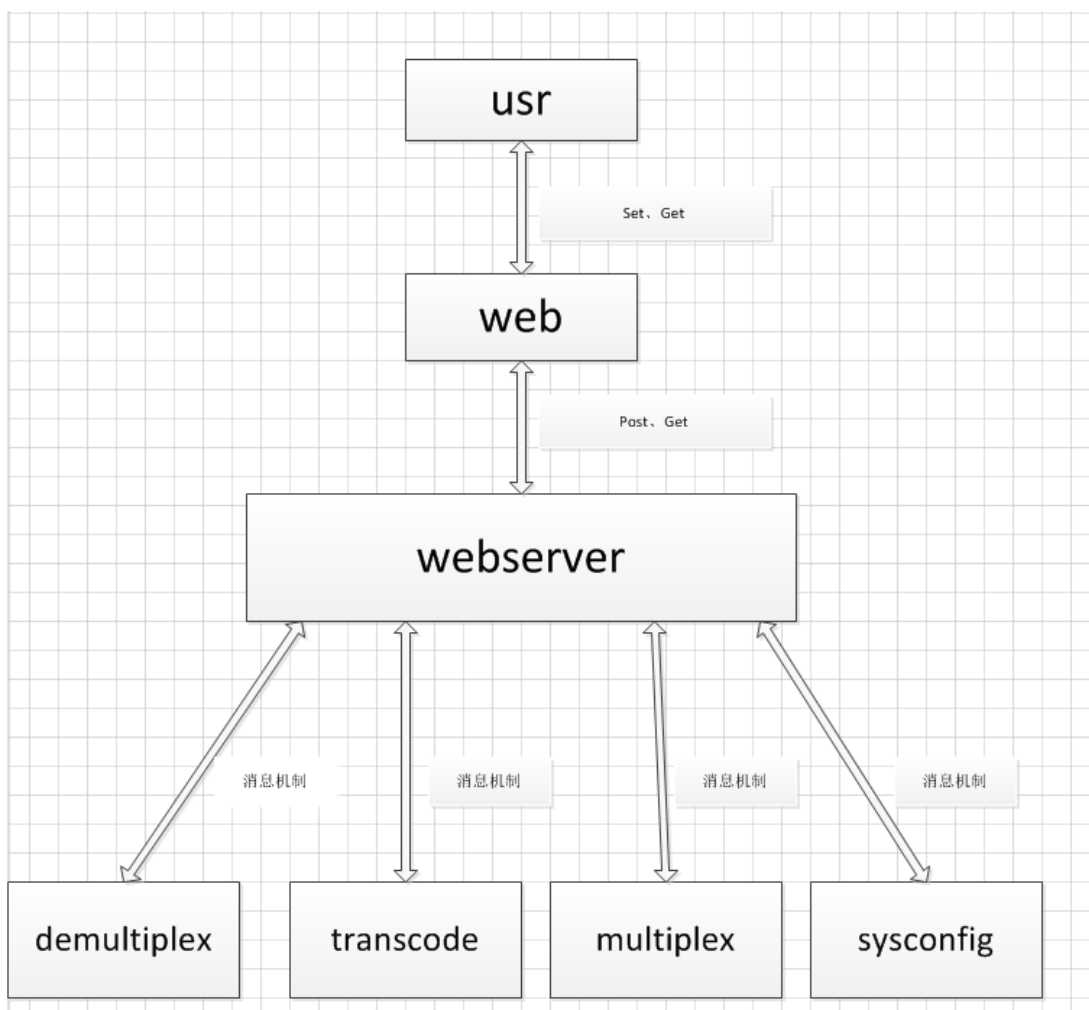 usr
Set、Get
web
Post、Get
webserver
消息机制 消息机制 消息机制 消息机制
demultiplex transcode multiplex sysconfig